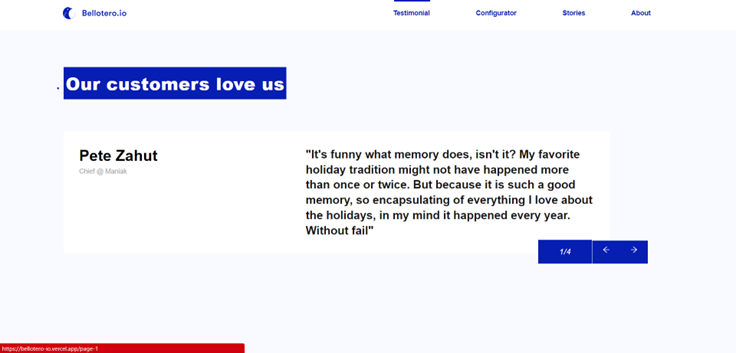 Bellotero.io
Testimonial
Configurator
Stories
About
Our customers love us
Pete Zahut
Chief @ Maniak
"It's funny what memory does, isn't it? My favorite
holiday tradition might not have happened more
than once or twice. But because it is such a good
memory, so encapsulating of everything I love about
the holidays, in my mind it happened every year.
Without fail"
1/4
https://bellotero-io.vercel.app/page-1